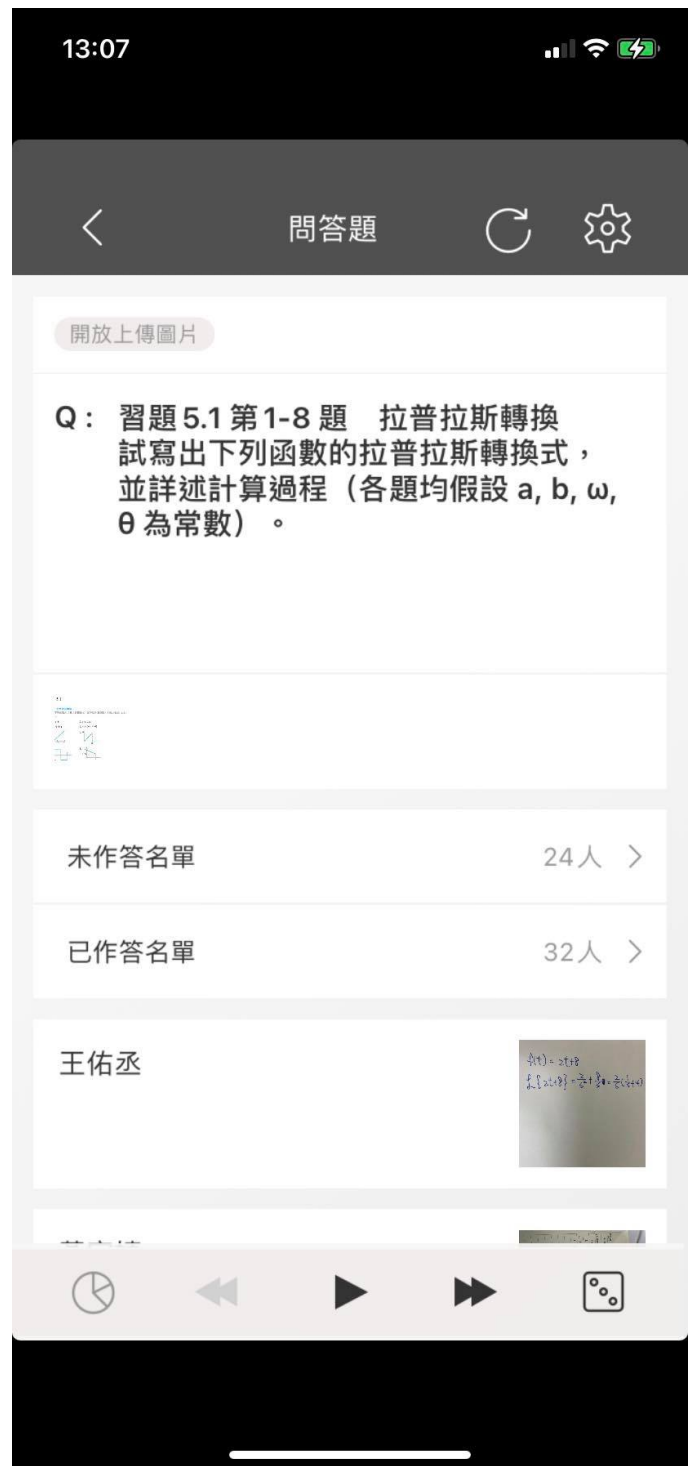 13:07
問答題
開放上傳圖片
Q： 習題 5.1 第 1-8 題　拉普拉斯轉換
試寫出下列函數的拉普拉斯轉換式，
並詳述計算過程（各題均假設 a, b, ω,
θ 為常數）。
未作答名單 24人
已作答名單 32人
王佑丞
f(t) = 2t+8